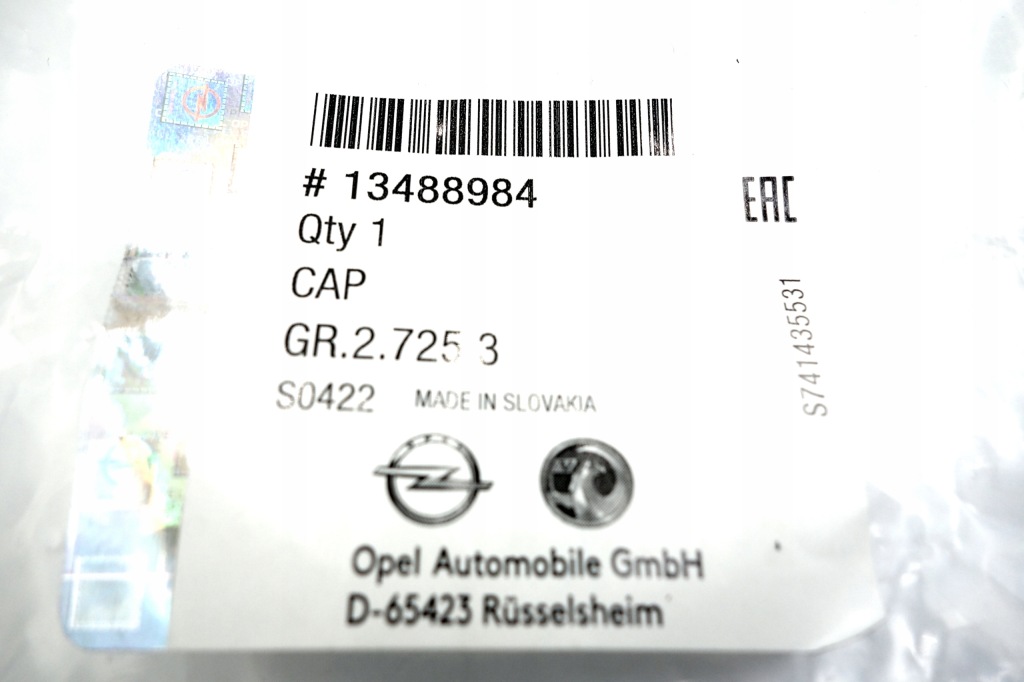 # 13488984
EAC
Qty 1
CAP
GR.2.725 3
S0422 MADE IN SLOVAKIA
S741435531
Opel Automobile GmbH
D-65423 Rüsselsheim